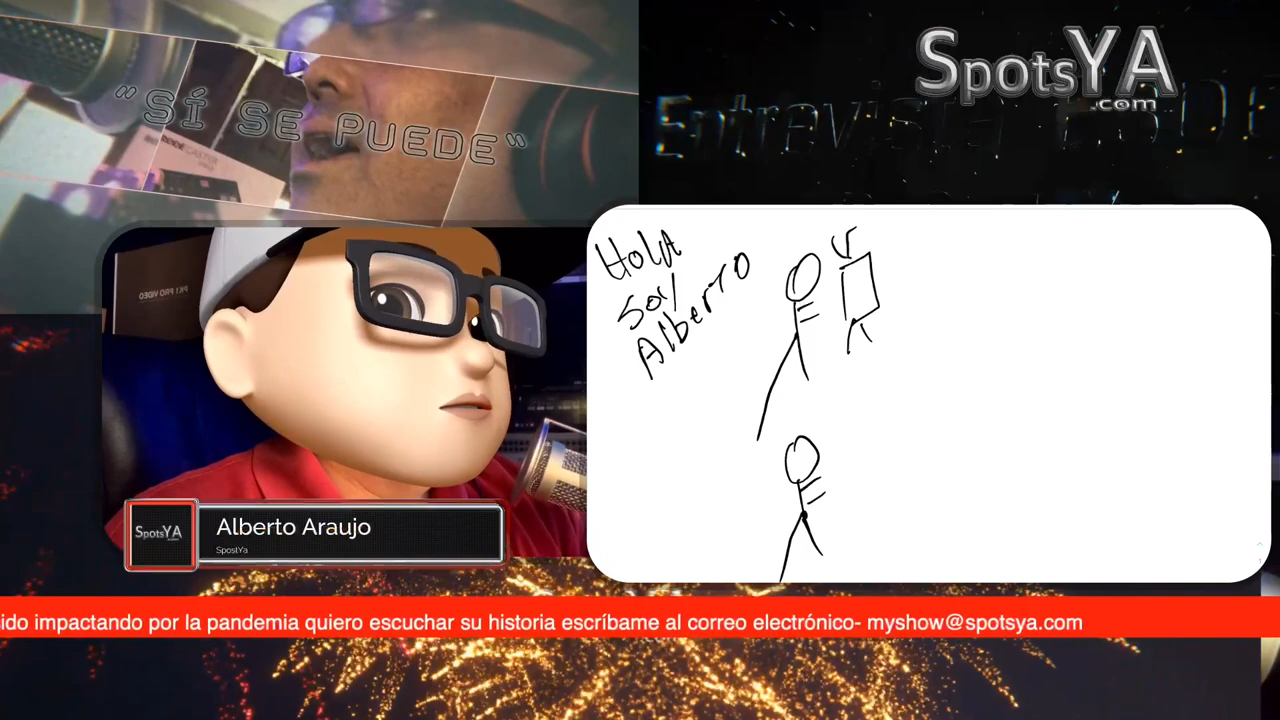 "SÍ SE PUEDE"
SpotsYA
.com
Entrevista
Hola
Soy
Alberto
SpotsYA
Alberto Araujo
SpostYa
ido impactando por la pandemia quiero escuchar su historia escríbame al correo electrónico- myshow@spotsya.com